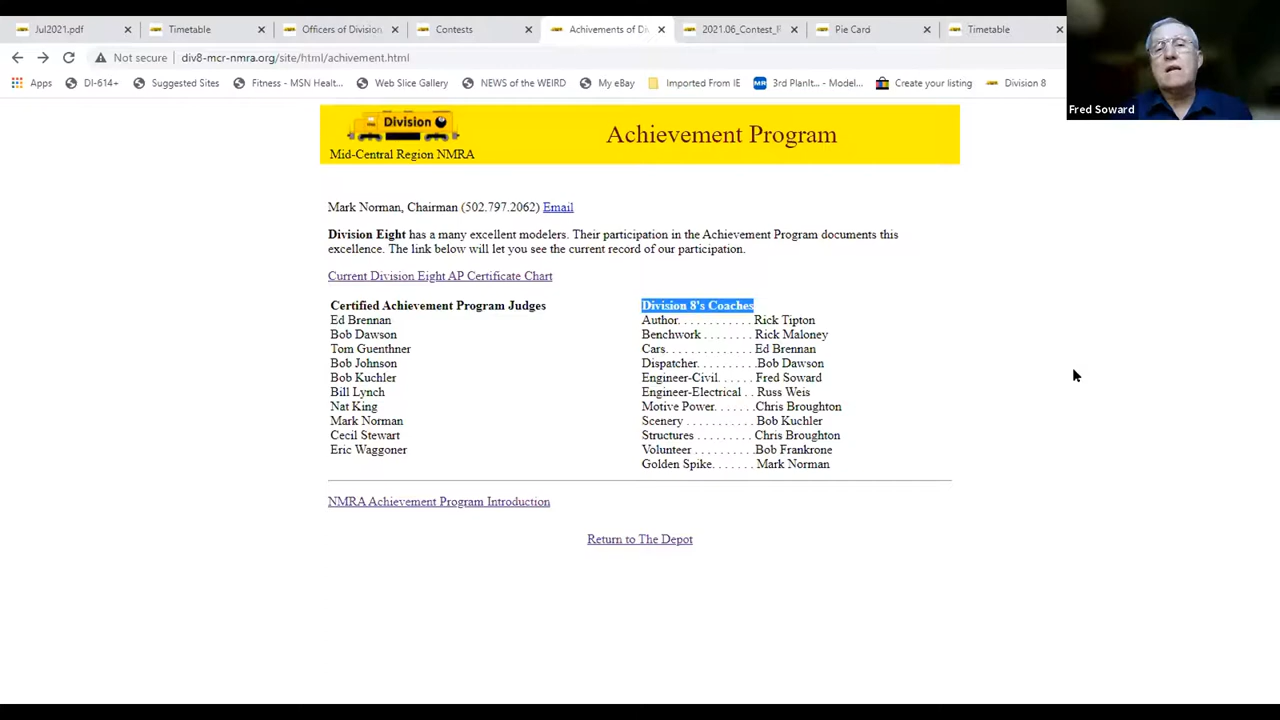 Jul2021.pdf
Timetable
Officers of Division
Contests
Achivements of Di
2021.06_Contest_
Pie Card
Timetable
Not secure
div8-mcr-nmra.org/site/html/achivement.html
Apps
DI-614+
Suggested Sites
Fitness - MSN Health...
Web Slice Gallery
NEWS of the WEIRD
My eBay
Imported From IE
3rd PlanIt... - Model...
Create your listing
Division 8
Fred Soward
Division 8
Mid-Central Region NMRA
Achievement Program
Mark Norman, Chairman (502.797.2062) Email
Division Eight has a many excellent modelers. Their participation in the Achievement Program documents this
excellence. The link below will let you see the current record of our participation.
Current Division Eight AP Certificate Chart
Certified Achievement Program Judges
Ed Brennan
Bob Dawson
Tom Guenthner
Bob Johnson
Bob Kuchler
Bill Lynch
Nat King
Mark Norman
Cecil Stewart
Eric Waggoner
Division 8's Coaches
Author. . . . . . . . . . . . Rick Tipton
Benchwork . . . . . . . . Rick Maloney
Cars. . . . . . . . . . . . . . Ed Brennan
Dispatcher. . . . . . . . . .Bob Dawson
Engineer-Civil. . . . . . Fred Soward
Engineer-Electrical . . Russ Weis
Motive Power. . . . . . .Chris Broughton
Scenery . . . . . . . . . . . Bob Kuchler
Structures . . . . . . . . . Chris Broughton
Volunteer . . . . . . . . . .Bob Frankrone
Golden Spike. . . . . . . Mark Norman
NMRA Achievement Program Introduction
Return to The Depot